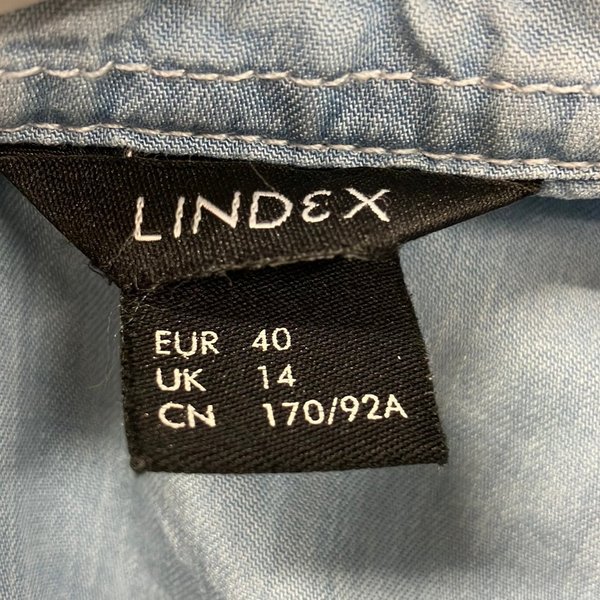 LINDEX
EUR 40
UK 14
CN 170/92A